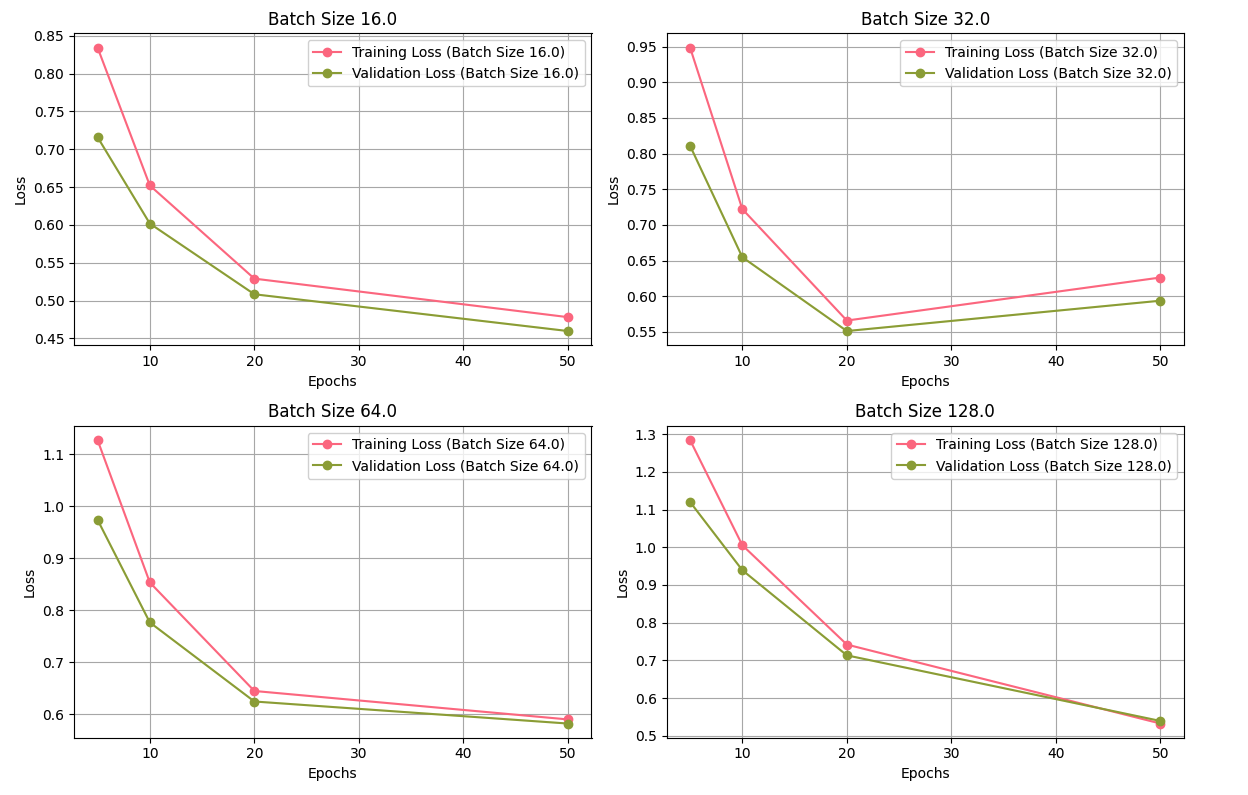 Batch Size 16.0
Training Loss (Batch Size 16.0)
Validation Loss (Batch Size 16.0)
0.85
0.80
0.75
0.70
0.65
0.60
0.55
0.50
0.45
Loss
10 20 30 40 50
Epochs
Batch Size 32.0
Training Loss (Batch Size 32.0)
Validation Loss (Batch Size 32.0)
0.95
0.90
0.85
0.80
0.75
0.70
0.65
0.60
0.55
Loss
10 20 30 40 50
Epochs
Batch Size 64.0
Training Loss (Batch Size 64.0)
Validation Loss (Batch Size 64.0)
1.1
1.0
0.9
0.8
0.7
0.6
Loss
10 20 30 40 50
Epochs
Batch Size 128.0
Training Loss (Batch Size 128.0)
Validation Loss (Batch Size 128.0)
1.3
1.2
1.1
1.0
0.9
0.8
0.7
0.6
0.5
Loss
10 20 30 40 50
Epochs